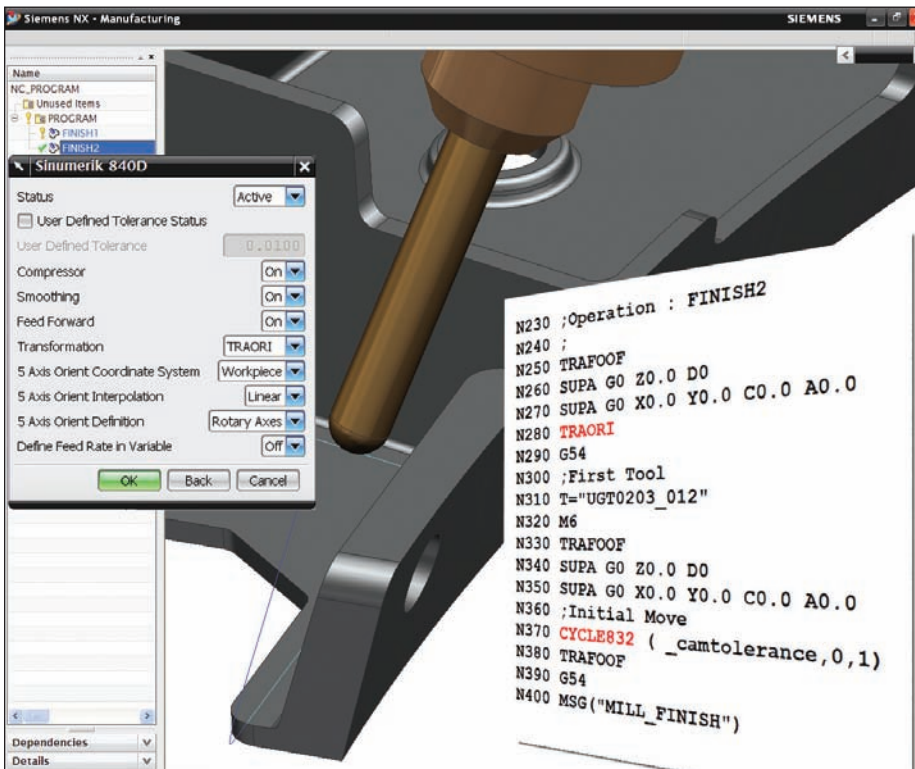 Siemens NX - Manufacturing
SIEMENS
Name
NC_PROGRAM
Unused Items
PROGRAM
FINISH1
FINISH2
Sinumerik 840D
Status Active
User Defined Tolerance Status
User Defined Tolerance 0.0100
Compressor On
Smoothing On
Feed Forward On
Transformation TRAORI
5 Axis Orient Coordinate System Workpiece
5 Axis Orient Interpolation Linear
5 Axis Orient Definition Rotary Axes
Define Feed Rate in Variable Off
OK Back Cancel
Dependencies
Details
N230 ;Operation : FINISH2
N240 ;
N250 TRAFOOF
N260 SUPA G0 Z0.0 D0
N270 SUPA G0 X0.0 Y0.0 C0.0 A0.0
N280 TRAORI
N290 G54
N300 ;First Tool
N310 T="UGT0203_012"
N320 M6
N330 TRAFOOF
N340 SUPA G0 Z0.0 D0
N350 SUPA G0 X0.0 Y0.0 C0.0 A0.0
N360 ;Initial Move
N370 CYCLE832 ( _camtolerance,0,1)
N380 TRAFOOF
N390 G54
N400 MSG("MILL_FINISH")